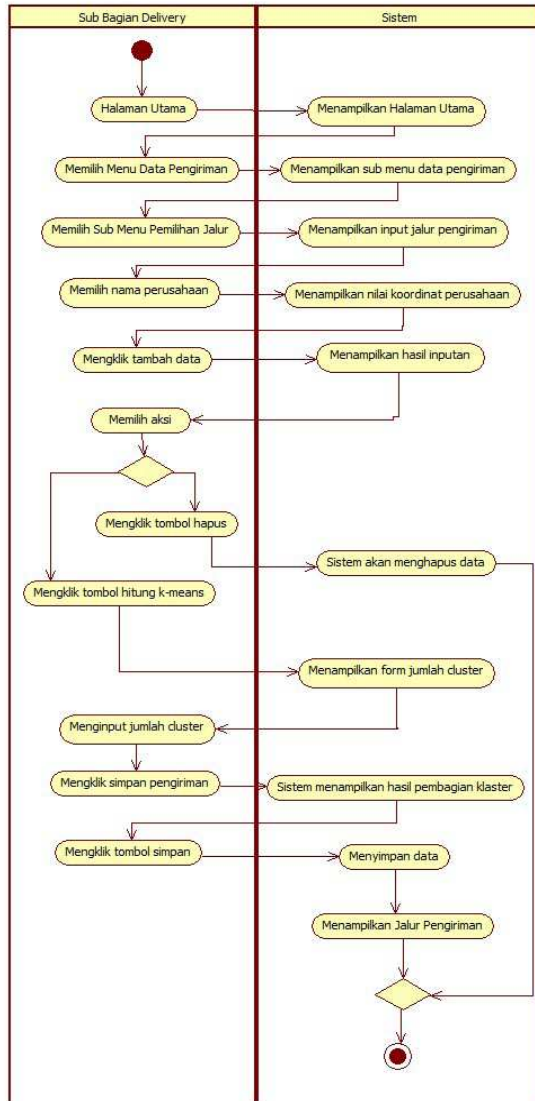 Sub Bagian Delivery
Sistem
Halaman Utama
Menampilkan Halaman Utama
Memilih Menu Data Pengiriman
Menampilkan sub menu data pengiriman
Memilih Sub Menu Pemilihan Jalur
Menampilkan input jalur pengiriman
Memilih nama perusahaan
Menampilkan nilai koordinat perusahaan
Mengklik tambah data
Menampilkan hasil inputan
Memilih aksi
Mengklik tombol hapus
Sistem akan menghapus data
Mengklik tombol hitung k-means
Menampilkan form jumlah cluster
Menginput jumlah cluster
Mengklik simpan pengiriman
Sistem menampilkan hasil pembagian klaster
Mengklik tombol simpan
Menyimpan data
Menampilkan Jalur Pengiriman